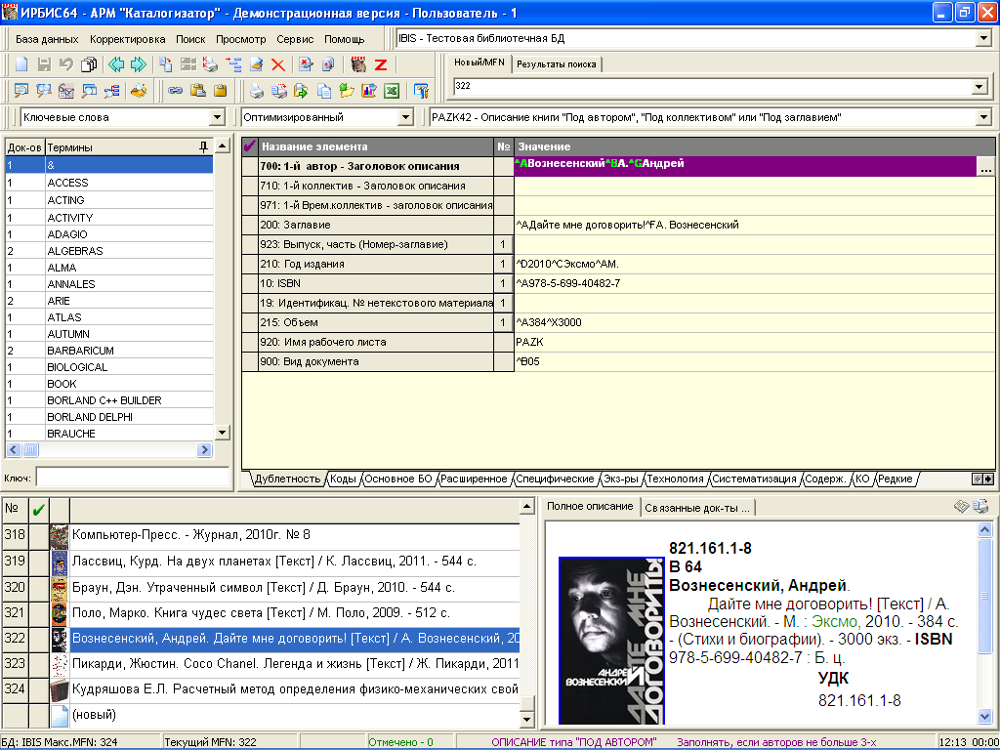 ИРБИС64 - АРМ "Каталогизатор" - Демонстрационная версия - Пользователь - 1
База данных Корректировка Поиск Просмотр Сервис Помощь
IBIS - Тестовая библиотечная БД
Новый/MFN Результаты поиска
322
Ключевые слова
Оптимизированный
PAZK42 - Описание книги "Под автором", "Под коллективом" или "Под заглавием"
Док-ов Термины
1 &
1 ACCESS
1 ACTING
1 ACTIVITY
1 ADAGIO
2 ALGEBRAS
1 ALMA
1 ANNALES
2 ARIE
1 ATLAS
1 AUTUMN
2 BARBARICUM
1 BIOLOGICAL
1 BOOK
1 BORLAND C++ BUILDER
1 BORLAND DELPHI
1 BRAUCHE
Ключ:
Название элемента № Значение
700: 1-й автор - Заголовок описания ^AВознесенский^BА.^GАндрей
...
710: 1-й коллектив - Заголовок описания
971: 1-й Врем.коллектив - заголовок описания
200: Заглавие ^AДайте мне договорить!^FА. Вознесенский
923: Выпуск, часть (Номер-заглавие) 1
210: Год издания 1 ^D2010^CЭксмо^AМ.
10: ISBN 1 ^A978-5-699-40482-7
19: Идентификац. № нетекстового материала 1
215: Объем 1 ^A384^X3000
920: Имя рабочего листа PAZK
900: Вид документа ^B05
Дублетность Коды Основное БО Расширенное Специфические Экз-ры Технология Систематизация Содерж. КО Редкие
№
318 Компьютер-Пресс. - Журнал, 2010г. № 8
319 Лассвиц, Курд. На двух планетах [Текст] / К. Лассвиц, 2011. - 544 с.
320 Браун, Дэн. Утраченный символ [Текст] / Д. Браун, 2010. - 544 с.
321 Поло, Марко. Книга чудес света [Текст] / М. Поло, 2009. - 512 с.
322 Вознесенский, Андрей. Дайте мне договорить! [Текст] / А. Вознесенский, 20
323 Пикарди, Жюстин. Coco Chanel. Легенда и жизнь [Текст] / Ж. Пикарди, 2011
324 Кудряшова Е.Л. Расчетный метод определения физико-механических свой
(новый)
Полное описание Связанные док-ты ...
АНДРЕЙ
ВОЗНЕСЕНСКИЙ
ДАЙТЕ МНЕ
ДОГОВОРИТЬ!
821.161.1-8
В 64
Вознесенский, Андрей.
Дайте мне договорить! [Текст] / А.
Вознесенский. - М. : Эксмо, 2010. - 384 с.
- (Стихи и биографии). - 3000 экз. - ISBN
978-5-699-40482-7 : Б. ц.
УДК
821.161.1-8
БД: IBIS Макс.MFN: 324 Текущий MFN: 322 Отмечено - 0 ОПИСАНИЕ типа "ПОД АВТОРОМ" Заполнять, если авторов не больше 3-х 12:13 00:00